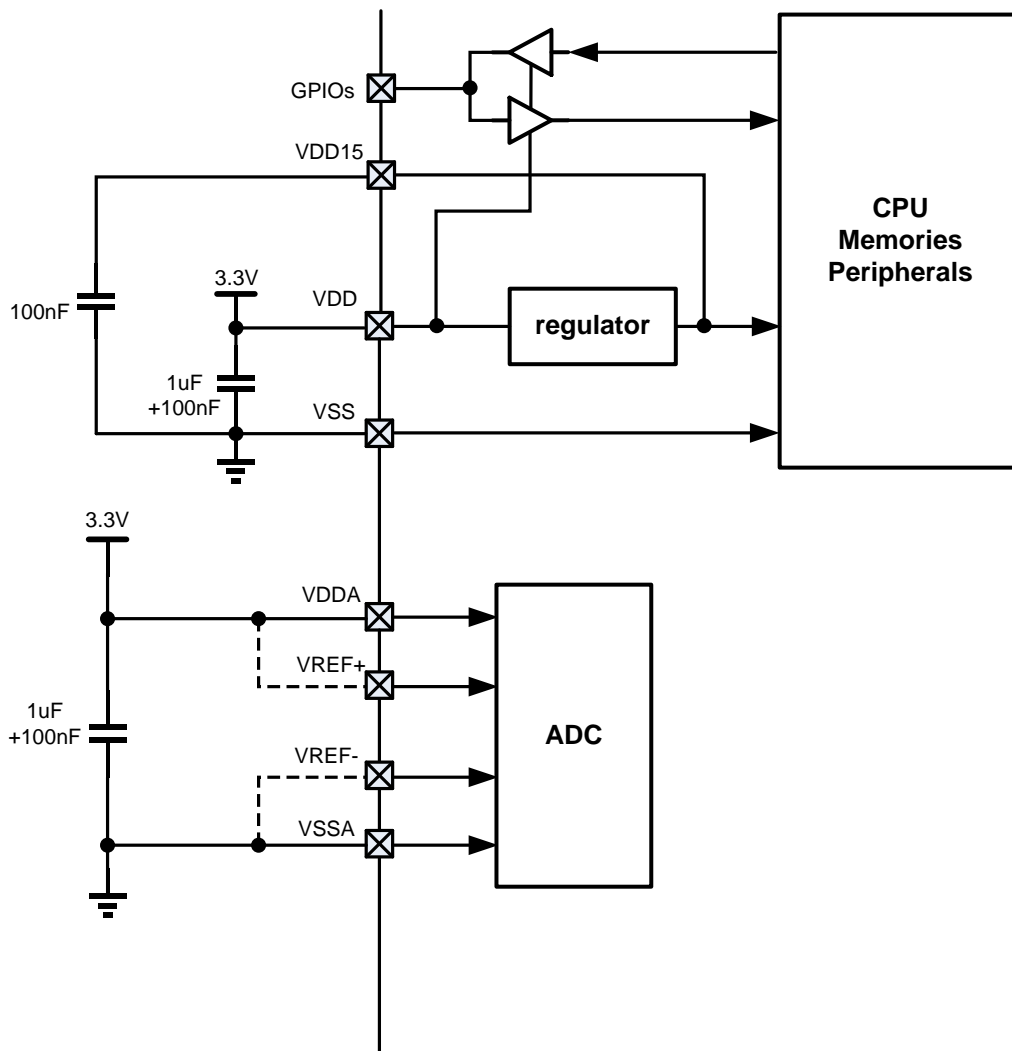 GPIOs
VDD15
CPU
Memories
Peripherals
3.3V
VDD
100nF
regulator
1uF
+100nF
VSS
3.3V
VDDA
VREF+
1uF
+100nF
ADC
VREF-
VSSA